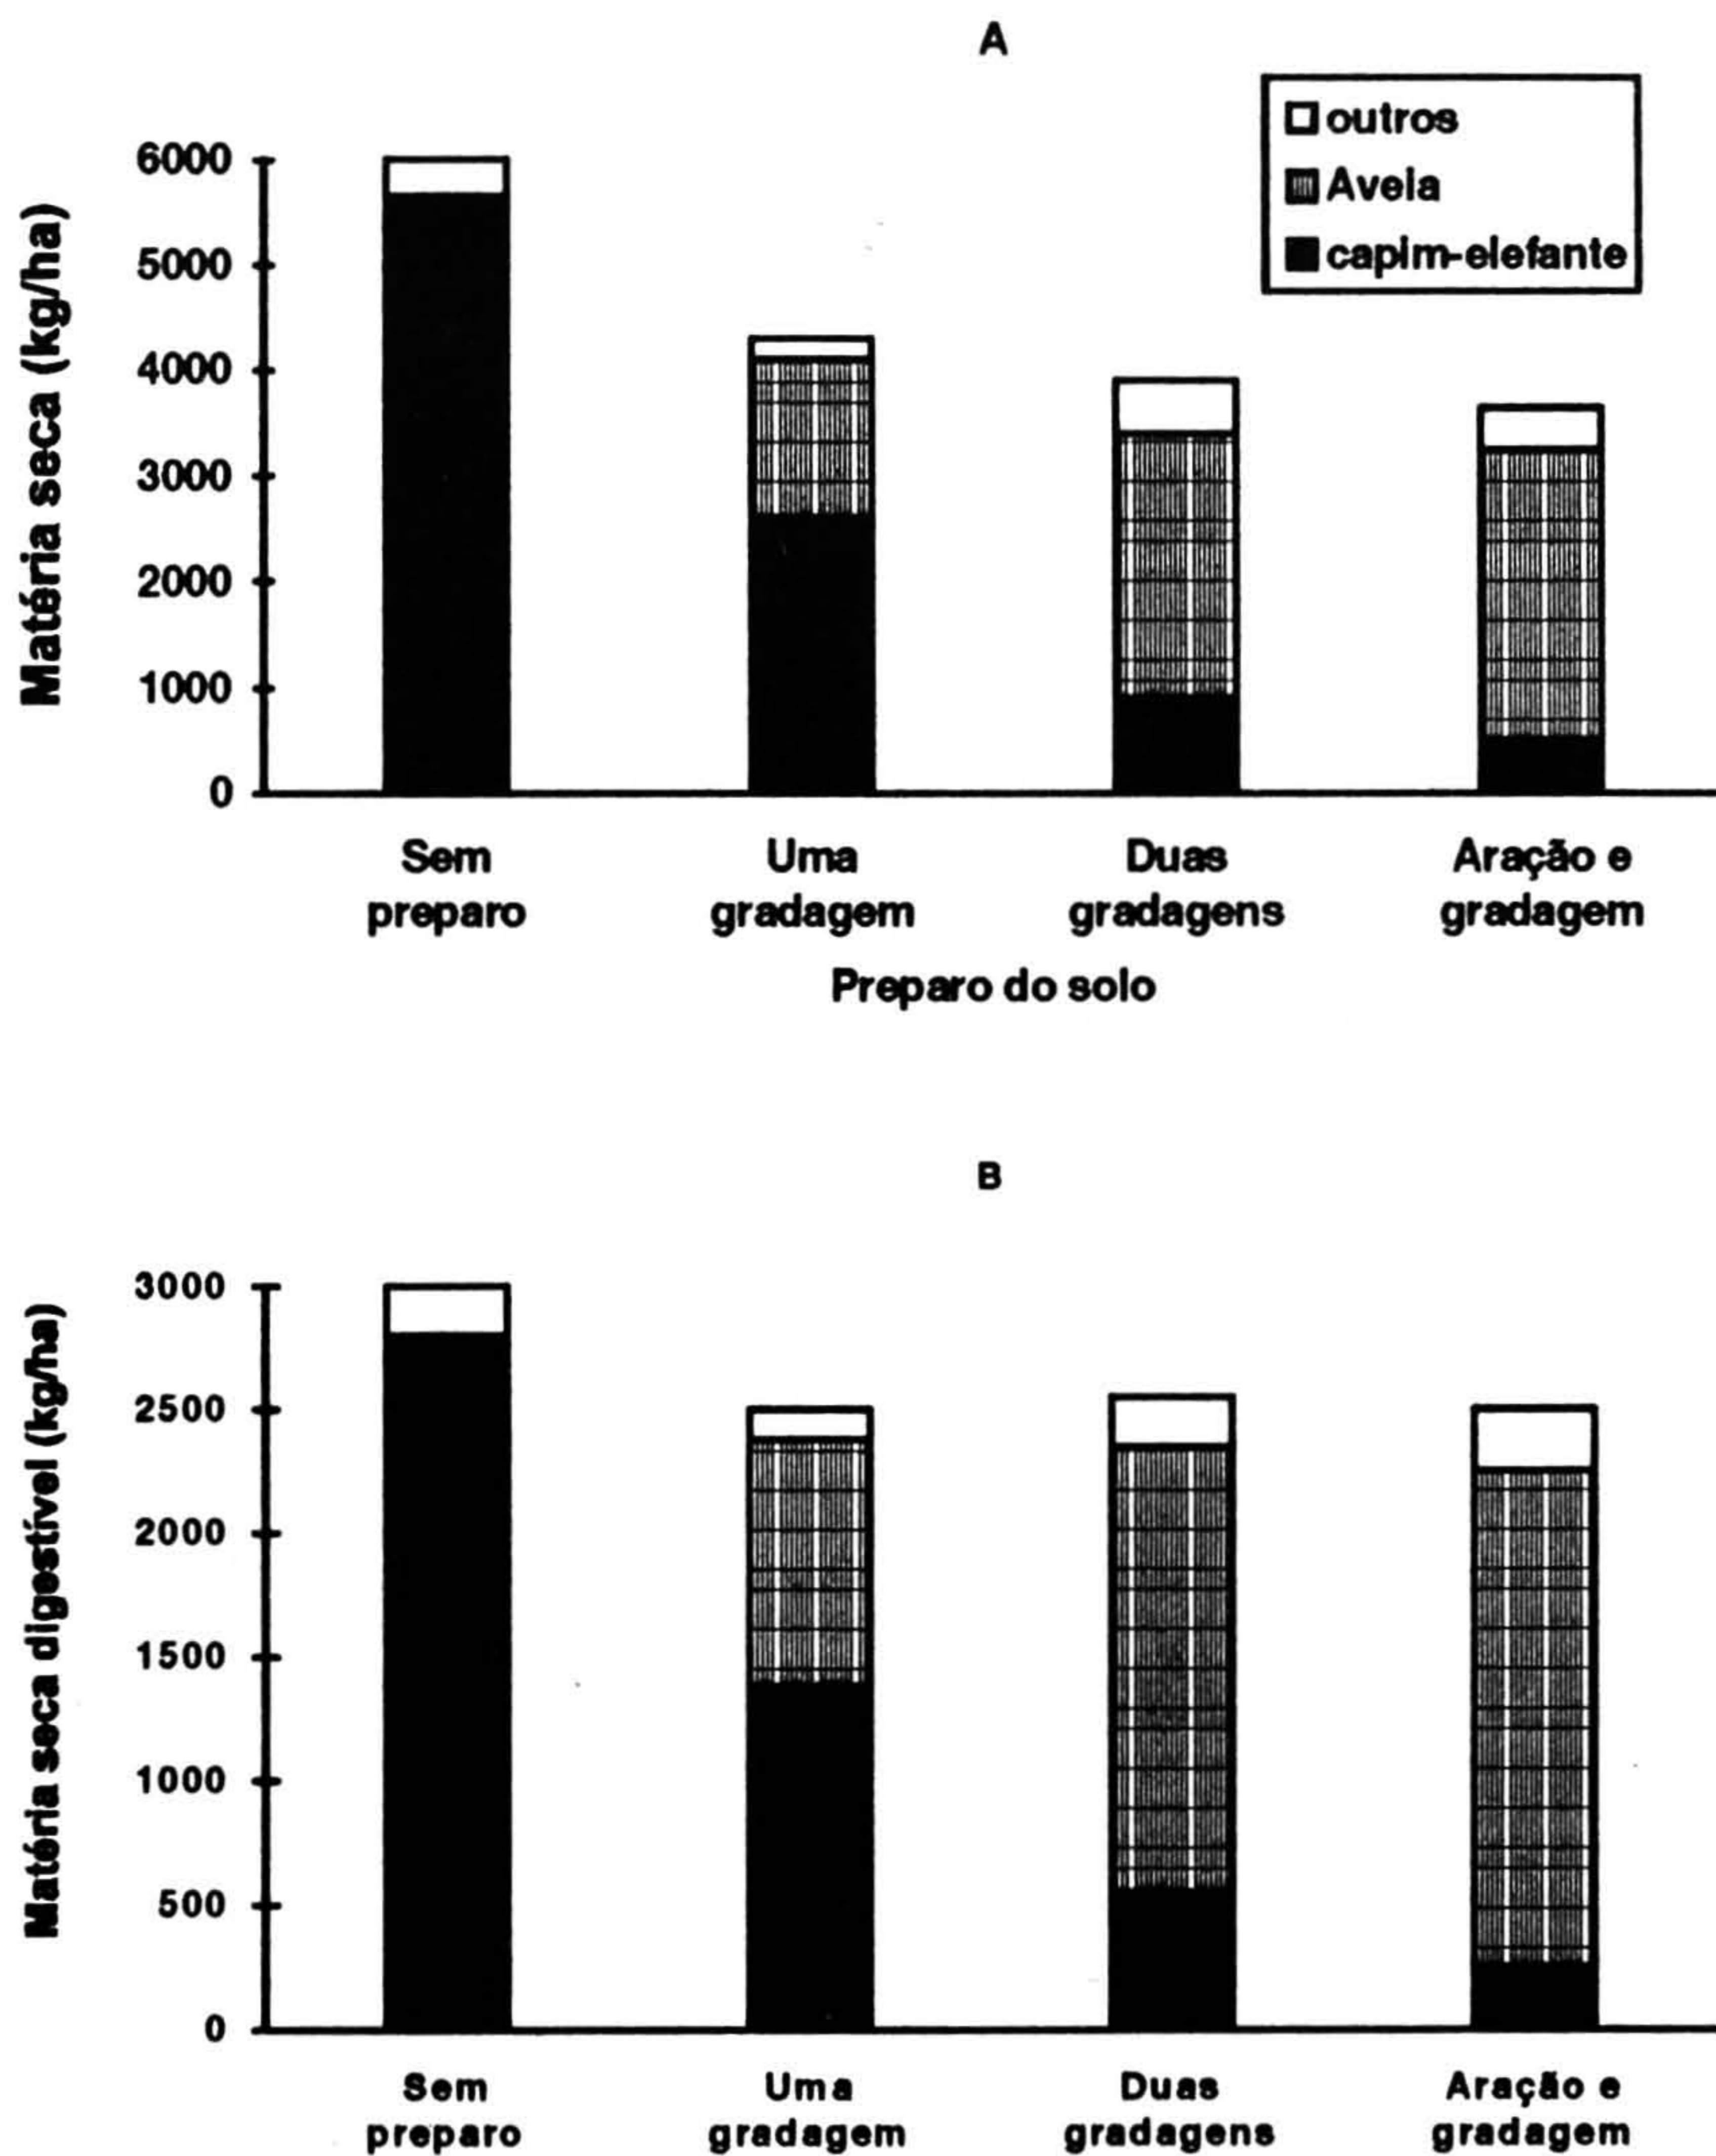 A
outros
Aveia
capim-elefante
Matéria seca (kg/ha)
6000
5000
4000
3000
2000
1000
0
Sem
preparo
Uma
gradagem
Duas
gradagens
Aração e
gradagem
Preparo do solo
B
Matéria seca digestível (kg/ha)
3000
2500
2000
1500
1000
500
0
Sem
preparo
Uma
gradagem
Duas
gradagens
Aração e
gradagem